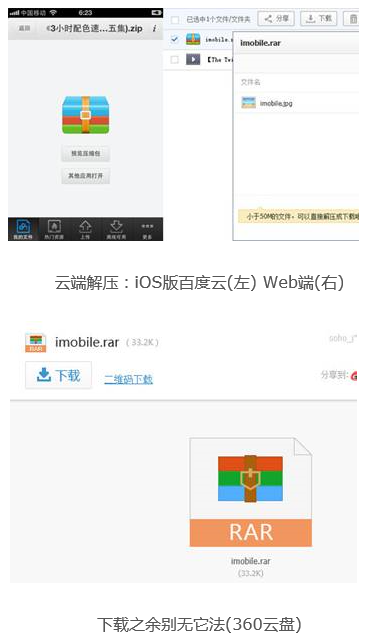 中国移动 6:23
返回 《3小时配色速...五集).zip i
预览压缩包
其他应用打开
我的文件 热门资源 上传 离线可用 更多
已选中1个文件/文件夹 分享 下载
imobile.rar
文件名
imobile.jpg
小于50M的文件，可以直接解压或下载
云端解压：iOS版百度云(左) Web端(右)
imobile.rar (33.2K)
下载 二维码下载 分享到:
RAR
RAR
imobile.rar
(33.2K)
下载之余别无它法(360云盘)